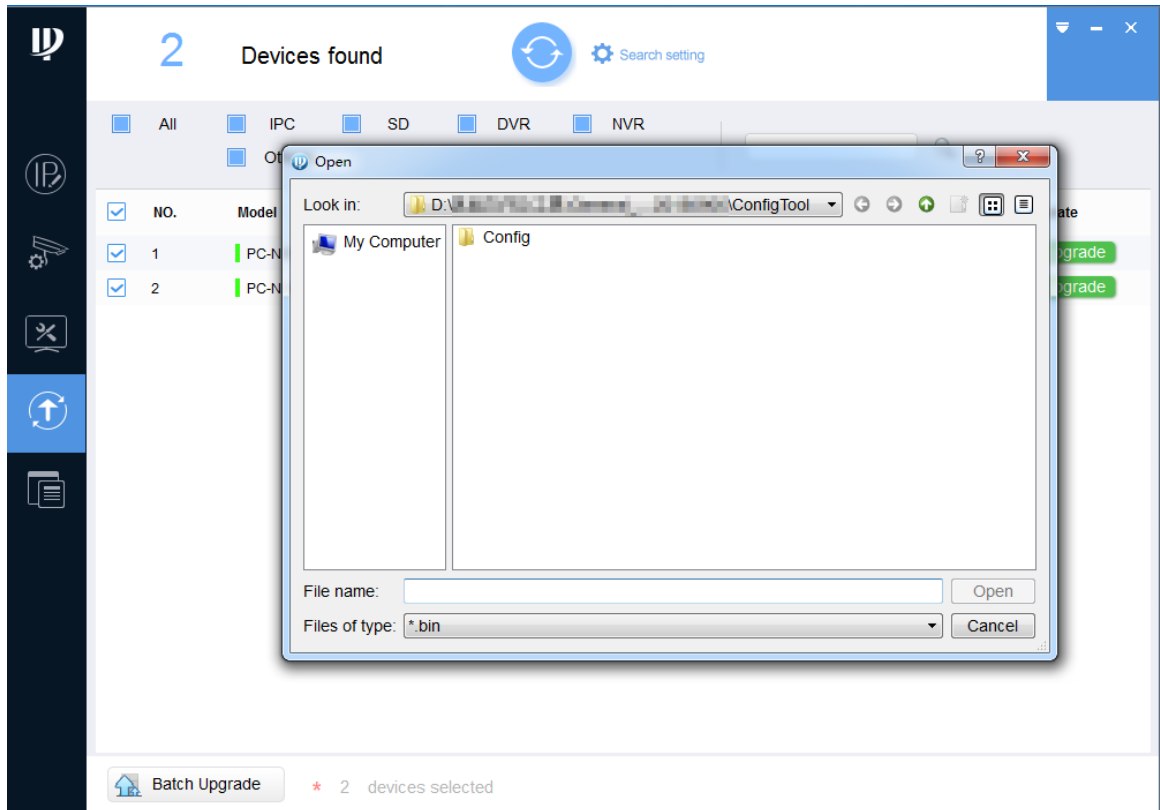 2 Devices found Search setting
All IPC SD DVR NVR
Ot
Open
Look in: D:\ \ConfigTool
NO. Model ate
My Computer Config
1 PC-N pgrade
2 PC-N pgrade
File name: Open
Files of type: *.bin Cancel
Batch Upgrade * 2 devices selected